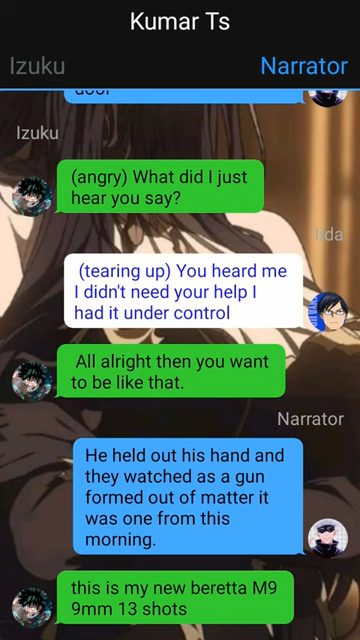 Kumar Ts
Izuku
Narrator
door
Izuku
(angry) What did I just
hear you say?
Iida
(tearing up) You heard me
I didn't need your help I
had it under control
All alright then you want
to be like that.
Narrator
He held out his hand and
they watched as a gun
formed out of matter it
was one from this
morning.
this is my new beretta M9
9mm 13 shots